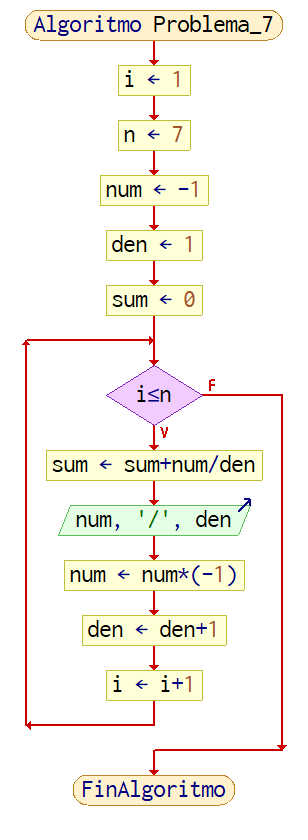 Algoritmo Problema_7
i ← 1
n ← 7
num ← -1
den ← 1
sum ← 0
i≤n
F
V
sum ← sum+num/den
num, '/', den
num ← num*(-1)
den ← den+1
i ← i+1
FinAlgoritmo